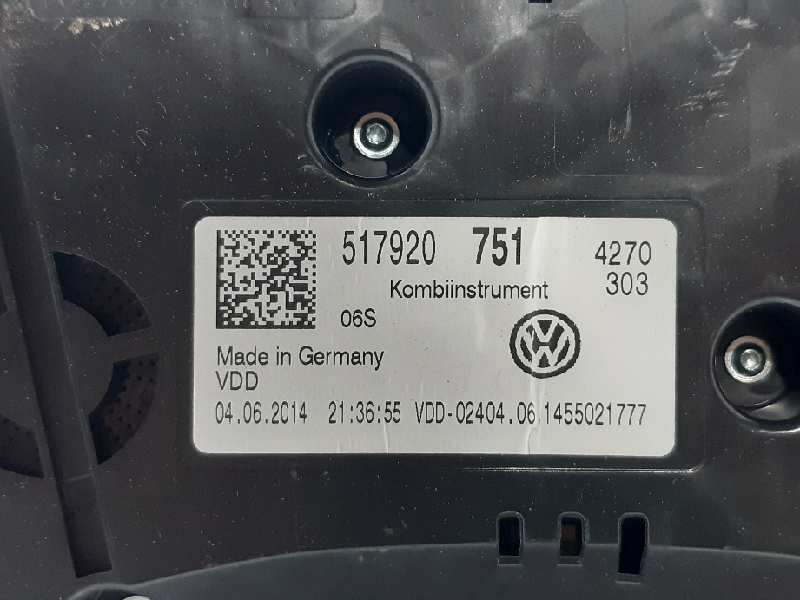 517920 751 4270
Kombiinstrument 303
06S
Made in Germany
VDD
04.06.2014 21:36:55 VDD-02404.06 1455021777